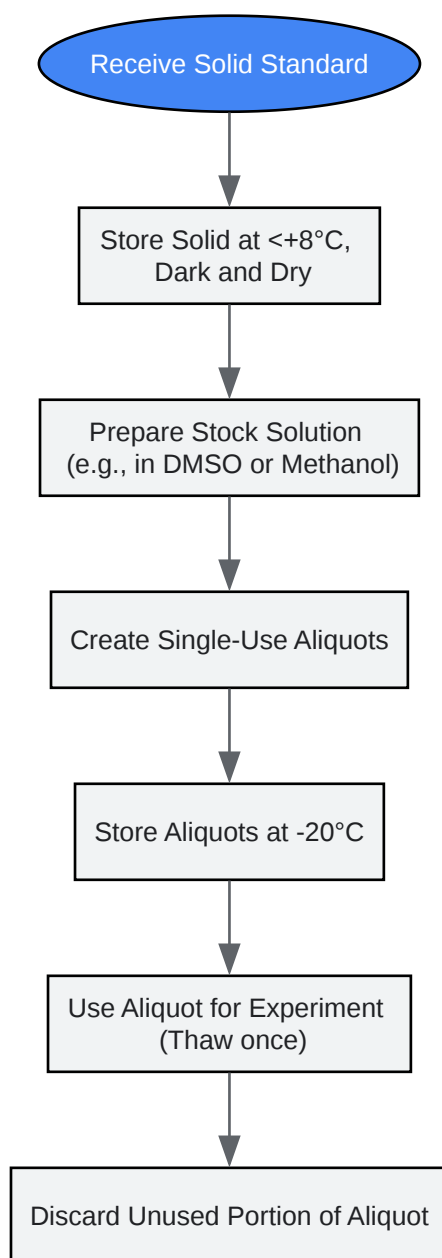 Receive Solid Standard
Store Solid at <+8°C,
Dark and Dry
Prepare Stock Solution
(e.g., in DMSO or Methanol)
Create Single-Use Aliquots
Store Aliquots at -20°C
Use Aliquot for Experiment
(Thaw once)
Discard Unused Portion of Aliquot